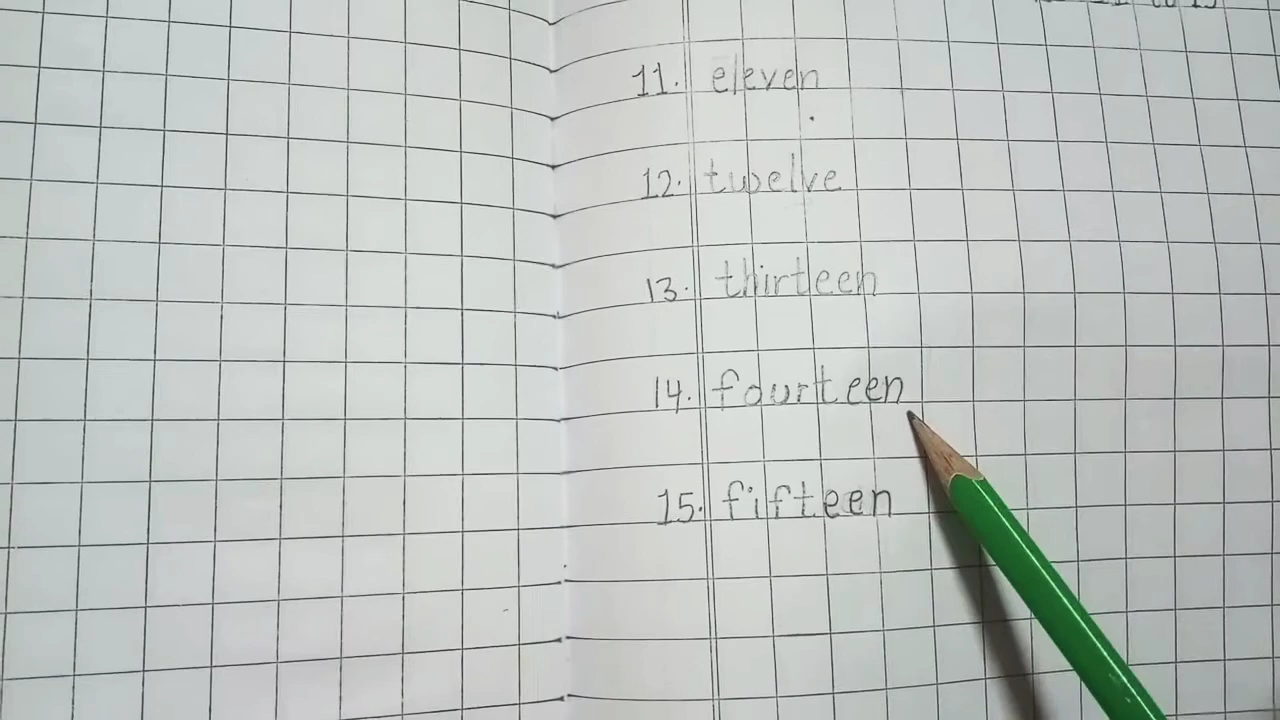 11. eleven
12. twelve
13. thirteen
14. fourteen
15. fifteen